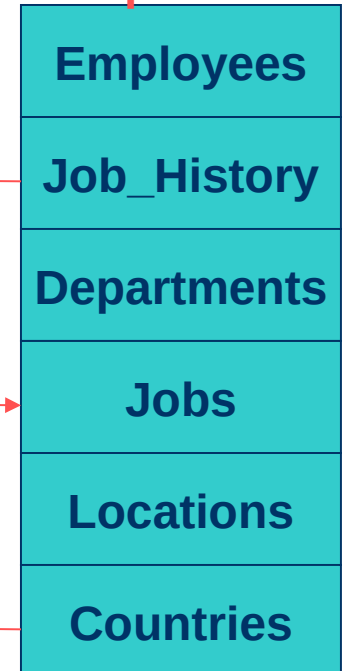 Employees
Job_History
Departments
Jobs
Locations
Countries